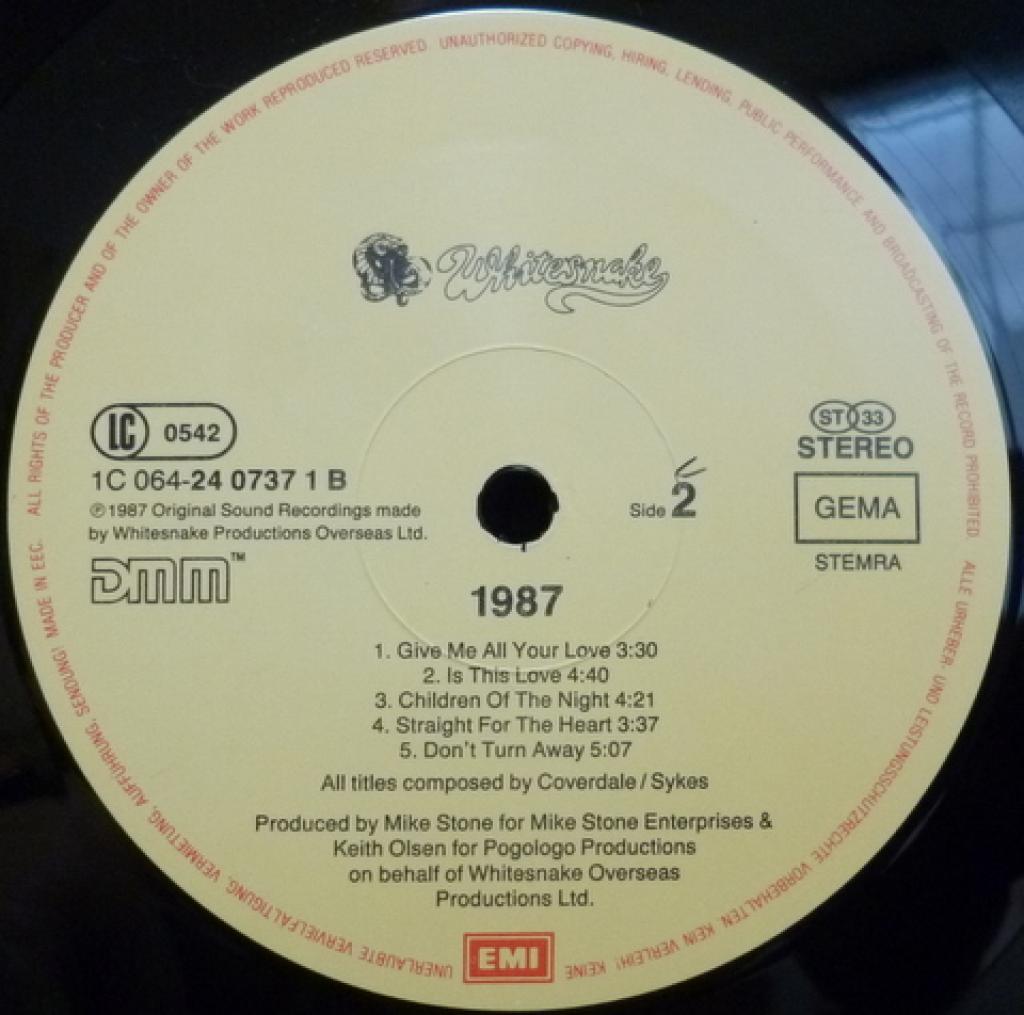 ALL RIGHTS OF THE PRODUCER AND OF THE OWNER OF THE WORK REPRODUCED RESERVED. UNAUTHORIZED COPYING, HIRING, LENDING, PUBLIC PERFORMANCE AND BROADCASTING OF THE RECORD PROHIBITED.
ALLE URHEBER- UND LEISTUNGSSCHUTZRECHTE VORBEHALTEN. KEIN VERLEIH! KEINE UNERLAUBTE VERVIELFÄLTIGUNG, VERMIETUNG, AUFFÜHRUNG, SENDUNG! MADE IN EEC.
Whitesnake
LC 0542
1C 064-24 0737 1 B
℗1987 Original Sound Recordings made
by Whitesnake Productions Overseas Ltd.
DMM™
Side 2
ST 33
STEREO
GEMA
STEMRA
1987
1. Give Me All Your Love 3:30
2. Is This Love 4:40
3. Children Of The Night 4:21
4. Straight For The Heart 3:37
5. Don't Turn Away 5:07
All titles composed by Coverdale / Sykes
Produced by Mike Stone for Mike Stone Enterprises &
Keith Olsen for Pogologo Productions
on behalf of Whitesnake Overseas
Productions Ltd.
EMI